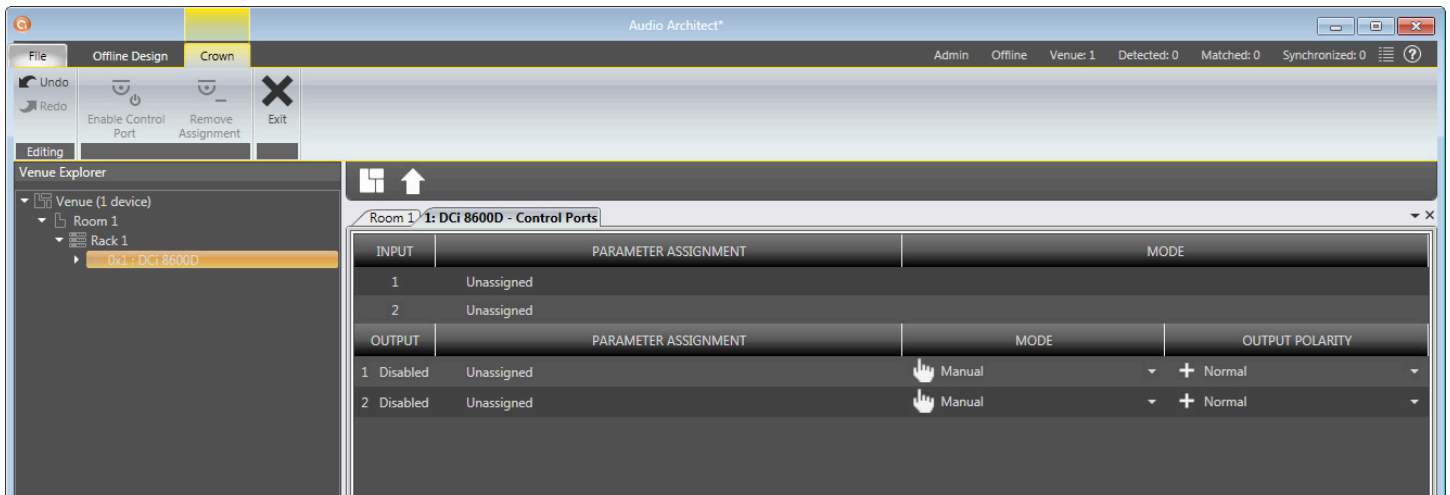 Audio Architect*
File Offline Design Crown Admin Offline Venue: 1 Detected: 0 Matched: 0 Synchronized: 0 ?
Undo
Redo
Enable Control Port
Remove Assignment
Exit
Editing
Venue Explorer
Venue (1 device)
Room 1
Rack 1
0x1 : DCi 8600D
Room 1 1: DCi 8600D - Control Ports
INPUT PARAMETER ASSIGNMENT MODE
1 Unassigned
2 Unassigned
OUTPUT PARAMETER ASSIGNMENT MODE OUTPUT POLARITY
1 Disabled Unassigned Manual Normal
2 Disabled Unassigned Manual Normal